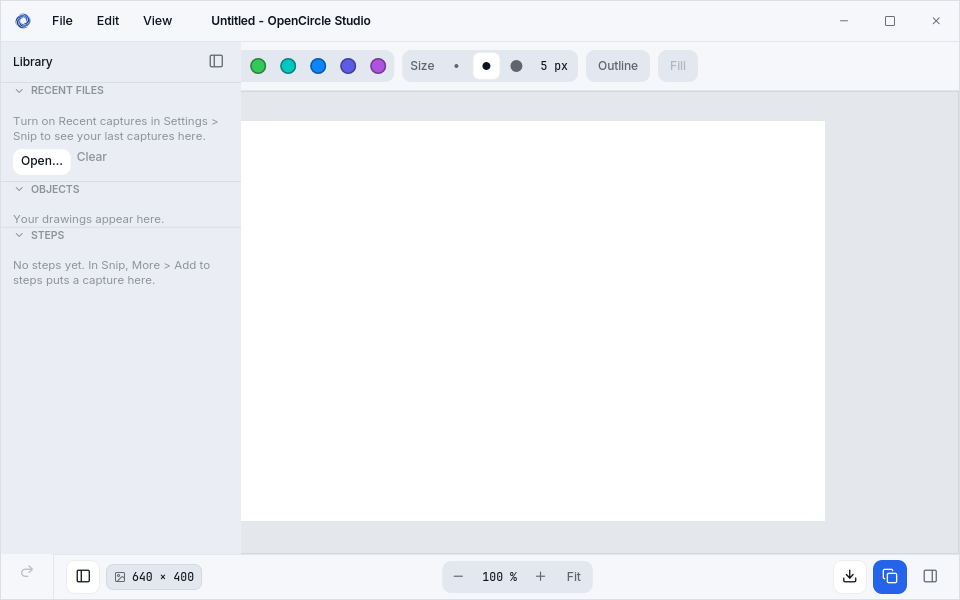 File Edit View Untitled - OpenCircle Studio
Library
Size 5 px Outline Fill
RECENT FILES
Turn on Recent captures in Settings >
Snip to see your last captures here.
Open... Clear
OBJECTS
Your drawings appear here.
STEPS
No steps yet. In Snip, More > Add to
steps puts a capture here.
640 × 400 100 % Fit